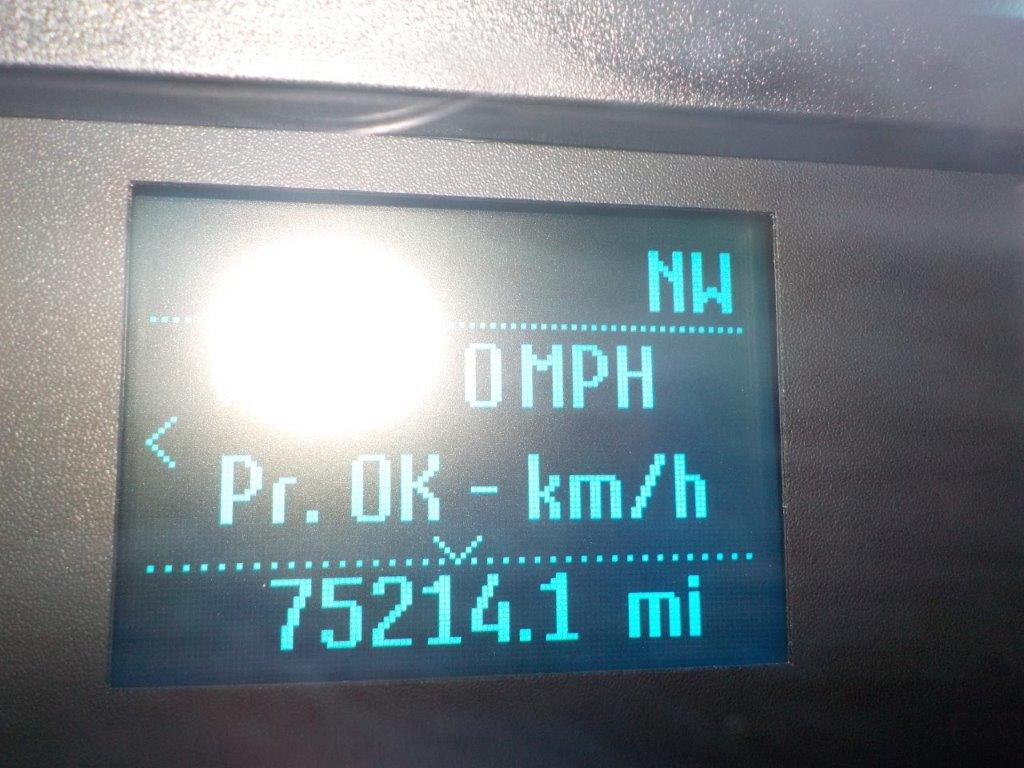 NW
0 MPH
Pr. OK - km/h
75214.1 mi